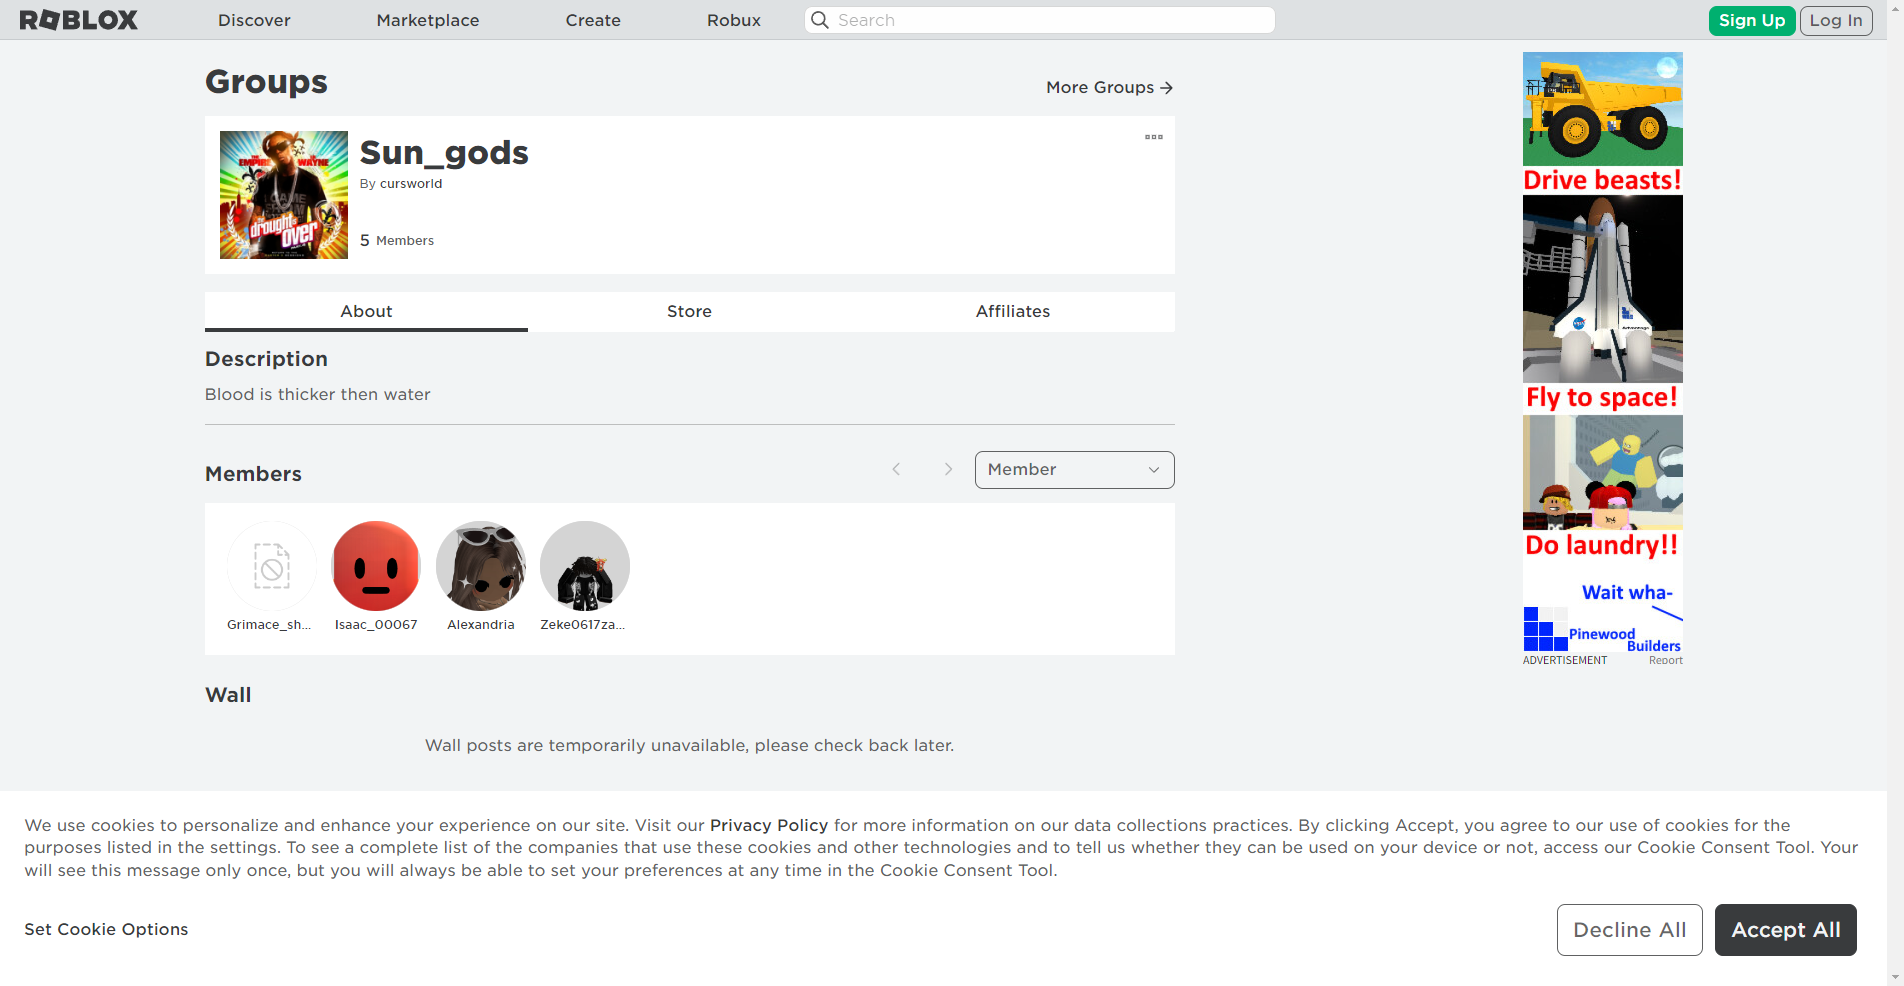 ROBLOX
Discover
Marketplace
Create
Robux
Search
Sign Up
Log In
Groups
More Groups
THE EMPIRE
WAYNE
I CAME
drought
over
Sun_gods
By cursworld
5 Members
About
Store
Affiliates
Description
Blood is thicker then water
Members
Member
Grimace_sh...
Isaac_00067
Alexandria
Zeke0617za...
Wall
Wall posts are temporarily unavailable, please check back later.
Drive beasts!
Fly to space!
Do laundry!!
Wait wha-
Pinewood
Builders
ADVERTISEMENT
Report
We use cookies to personalize and enhance your experience on our site. Visit our Privacy Policy for more information on our data collections practices. By clicking Accept, you agree to our use of cookies for the
purposes listed in the settings. To see a complete list of the companies that use these cookies and other technologies and to tell us whether they can be used on your device or not, access our Cookie Consent Tool. Your
will see this message only once, but you will always be able to set your preferences at any time in the Cookie Consent Tool.
Set Cookie Options
Decline All
Accept All